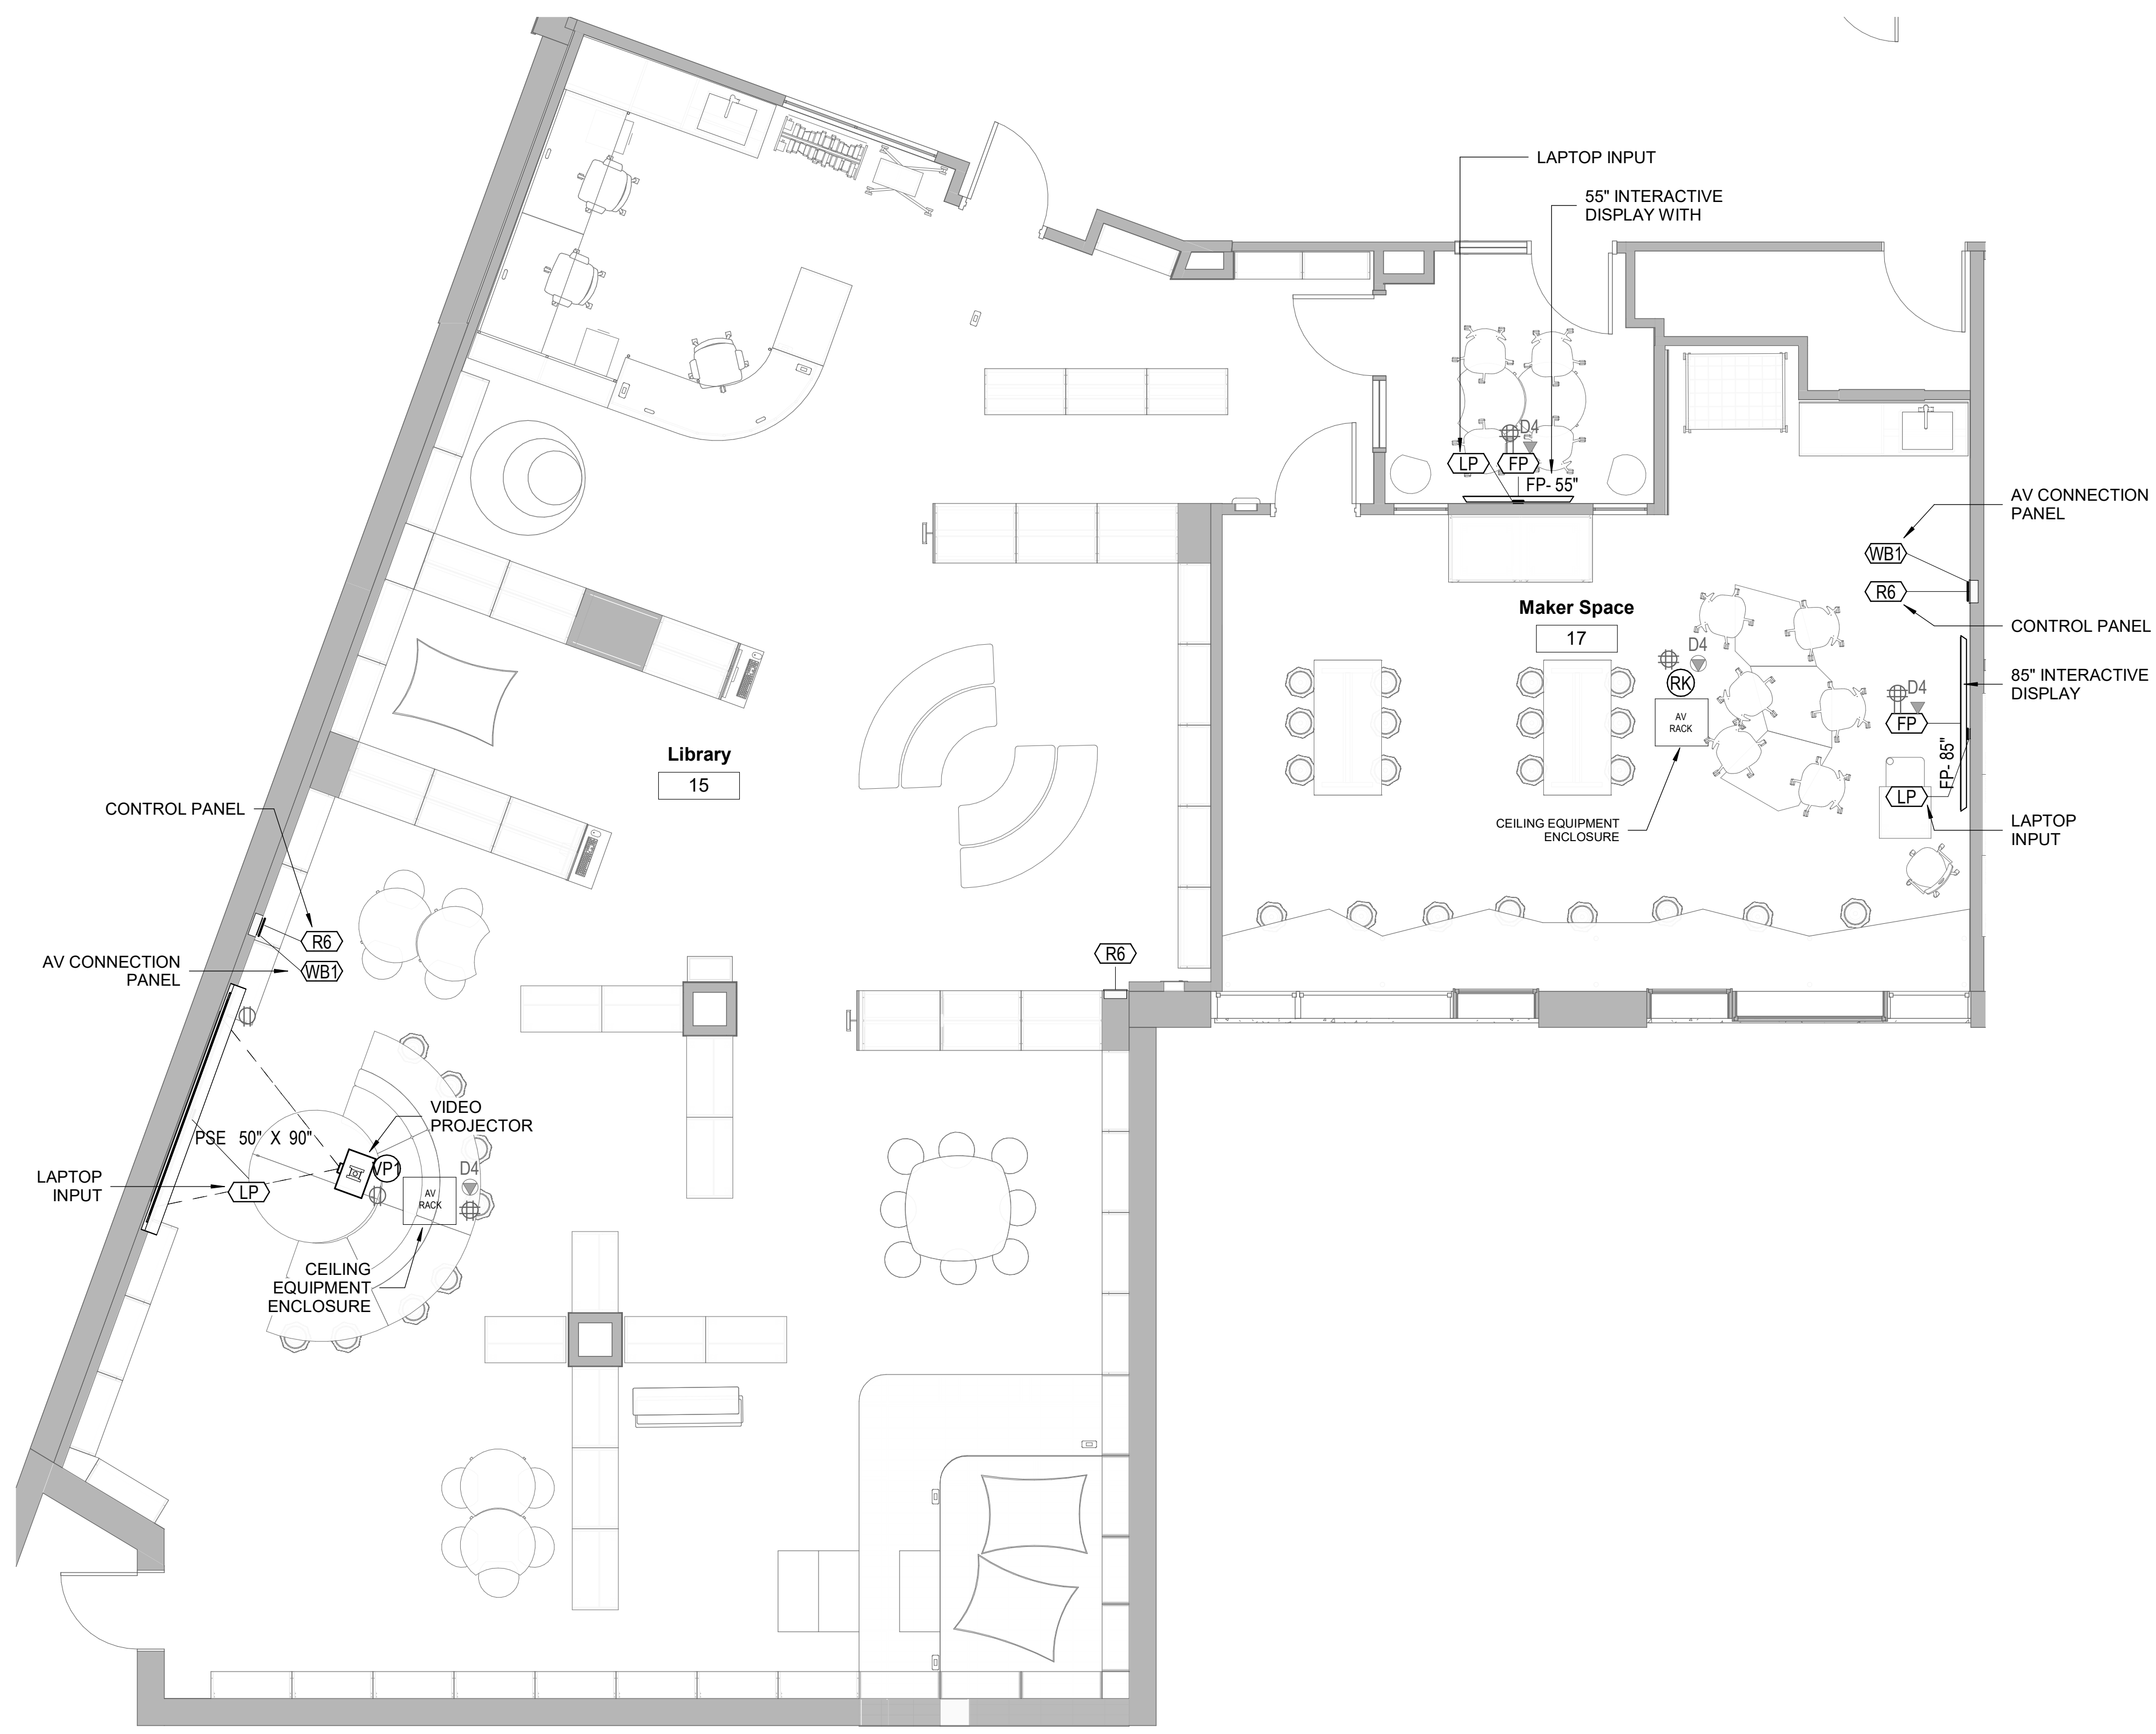 LAPTOP INPUT
55" INTERACTIVE
DISPLAY WITH
D4
LP
FP
FP- 55"
AV CONNECTION
PANEL
WB1
R6
CONTROL PANEL
Maker Space
17
D4
RK
AV
RACK
85" INTERACTIVE
DISPLAY
D4
FP
FP- 85"
LP
LAPTOP
INPUT
CEILING EQUIPMENT
ENCLOSURE
Library
15
CONTROL PANEL
R6
AV CONNECTION
PANEL
WB1
R6
VIDEO
PROJECTOR
PSE 50" X 90"
VP1
D4
LAPTOP
INPUT
LP
AV
RACK
CEILING
EQUIPMENT
ENCLOSURE